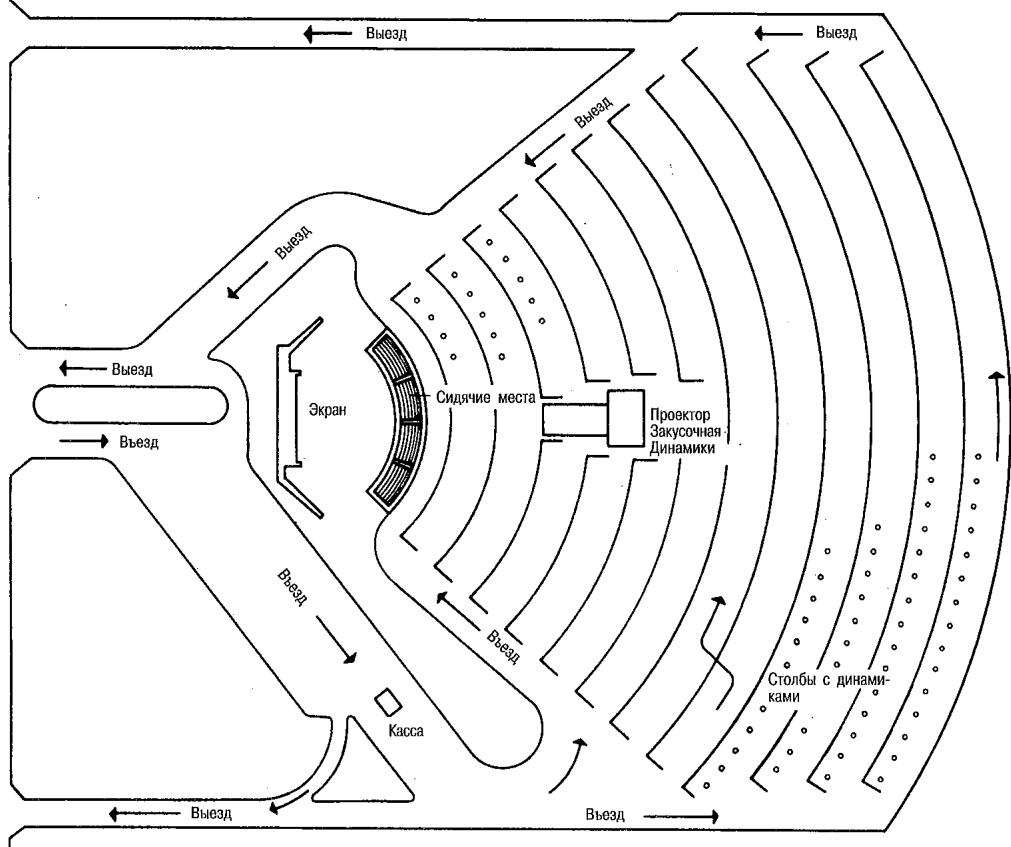 Выезд
Выезд
Выезд
Выезд
Выезд
Въезд
Экран
Сидячие места
Проектор
Закусочная
Динамики
Въезд
Въезд
Столбы с динами-
ками
Касса
Выезд
Въезд